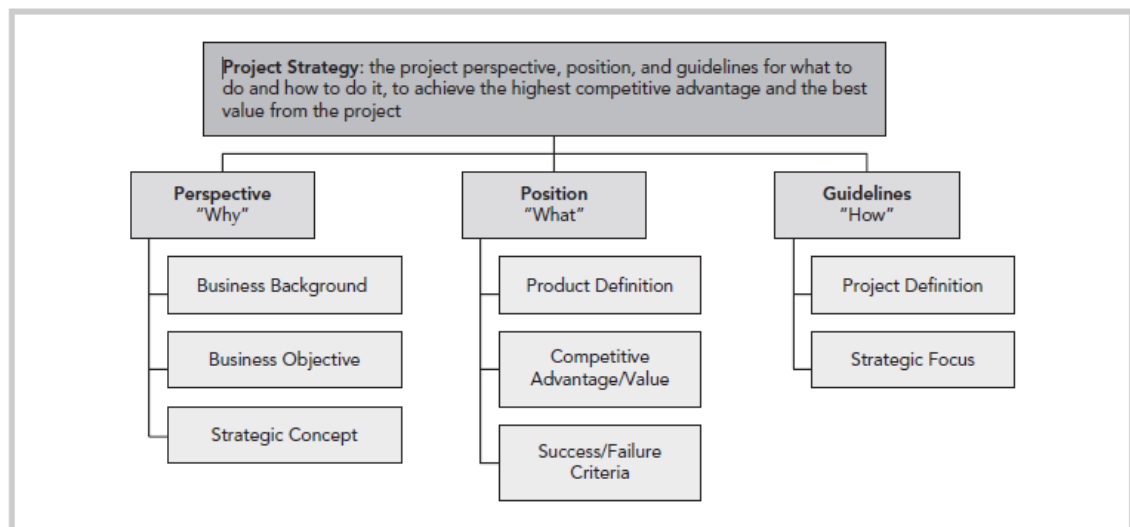 Project Strategy: the project perspective, position, and guidelines for what to
do and how to do it, to achieve the highest competitive advantage and the best
value from the project
Perspective
“Why”
Business Background
Business Objective
Strategic Concept
Position
“What”
Product Definition
Competitive
Advantage/Value
Success/Failure
Criteria
Guidelines
“How”
Project Definition
Strategic Focus